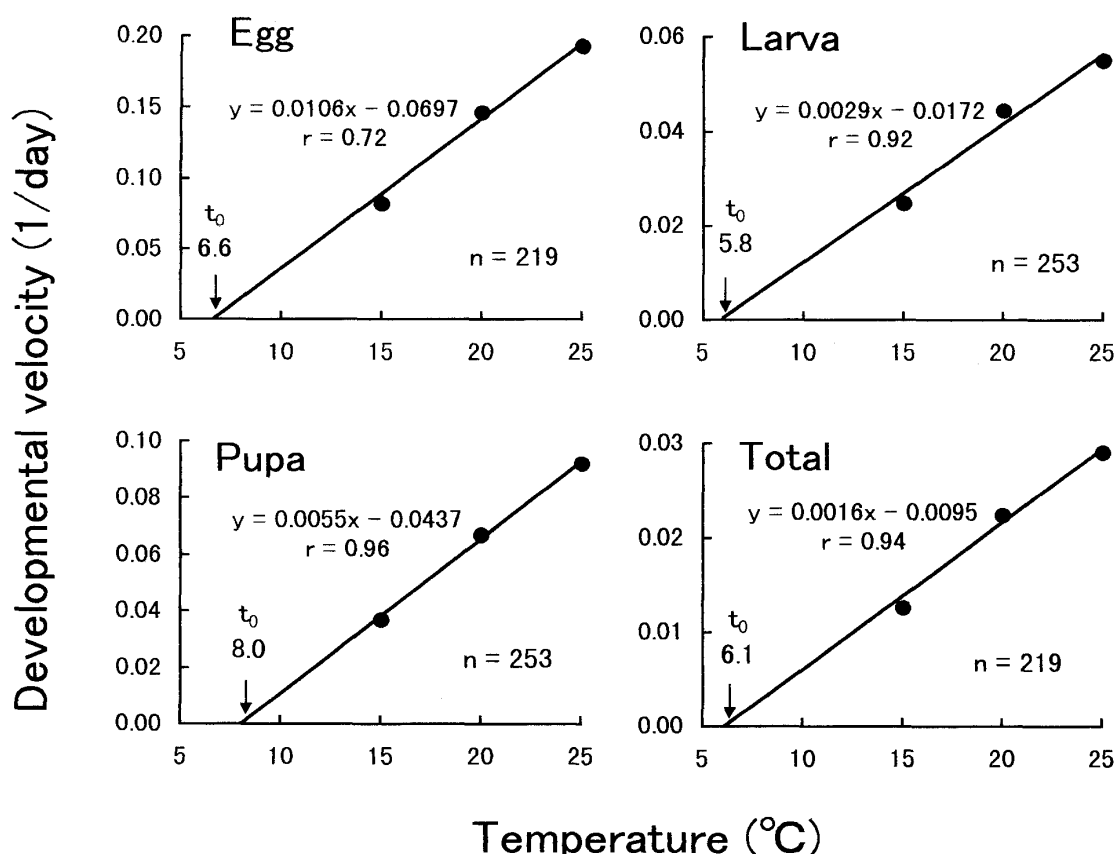 Developmental velocity (1/day)
Egg
y = 0.0106x − 0.0697
r = 0.72
t₀
6.6
n = 219
0.20
0.15
0.10
0.05
0.00
5
10
15
20
25
Larva
y = 0.0029x − 0.0172
r = 0.92
t₀
5.8
n = 253
0.06
0.04
0.02
0.00
5
10
15
20
25
Pupa
y = 0.0055x − 0.0437
r = 0.96
t₀
8.0
n = 253
0.10
0.08
0.06
0.04
0.02
0.00
5
10
15
20
25
Total
y = 0.0016x − 0.0095
r = 0.94
t₀
6.1
n = 219
0.03
0.02
0.01
0.00
5
10
15
20
25
Temperature (℃)